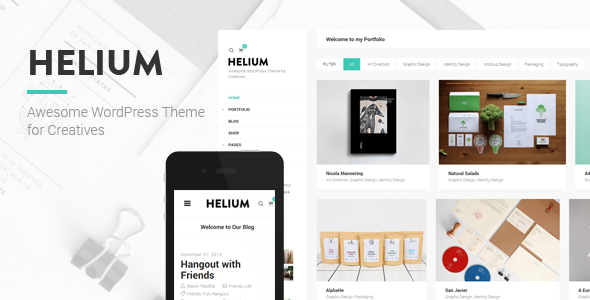 HELIUM
Awesome WordPress Theme
for Creatives
HELIUM
Awesome WordPress Theme for
Creatives
HOME
PORTFOLIO
BLOG
SHOP
PAGES
HELIUM
Welcome to Our Blog
November 07, 2014
Hangout with
Friends
Friends, Life
Friends, Fun, Hangout
Welcome to my Portfolio
FILTER All Art Direction Graphic Design Identity Design Mockup Design Packaging Typography
Nicola Mannering
Art Direction, Graphic Design, Identity Design
Natural Salads
Graphic Design, Identity Design
AlphaHe
Graphic Design, Packaging
San Javier
Graphic Design, Identity Design
A Euro